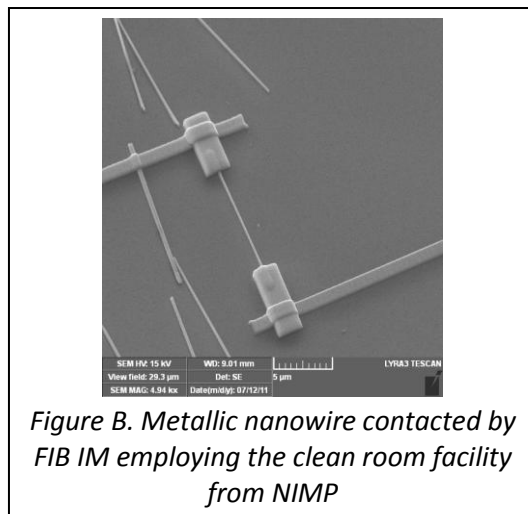 SEM HV: 15 kV WD: 9.01 mm LYRA3 TESCAN
View field: 29.3 µm Det: SE 5 µm
SEM MAG: 4.94 kx Date(m/d/y): 07/12/11
Figure B. Metallic nanowire contacted by
FIB IM employing the clean room facility
from NIMP